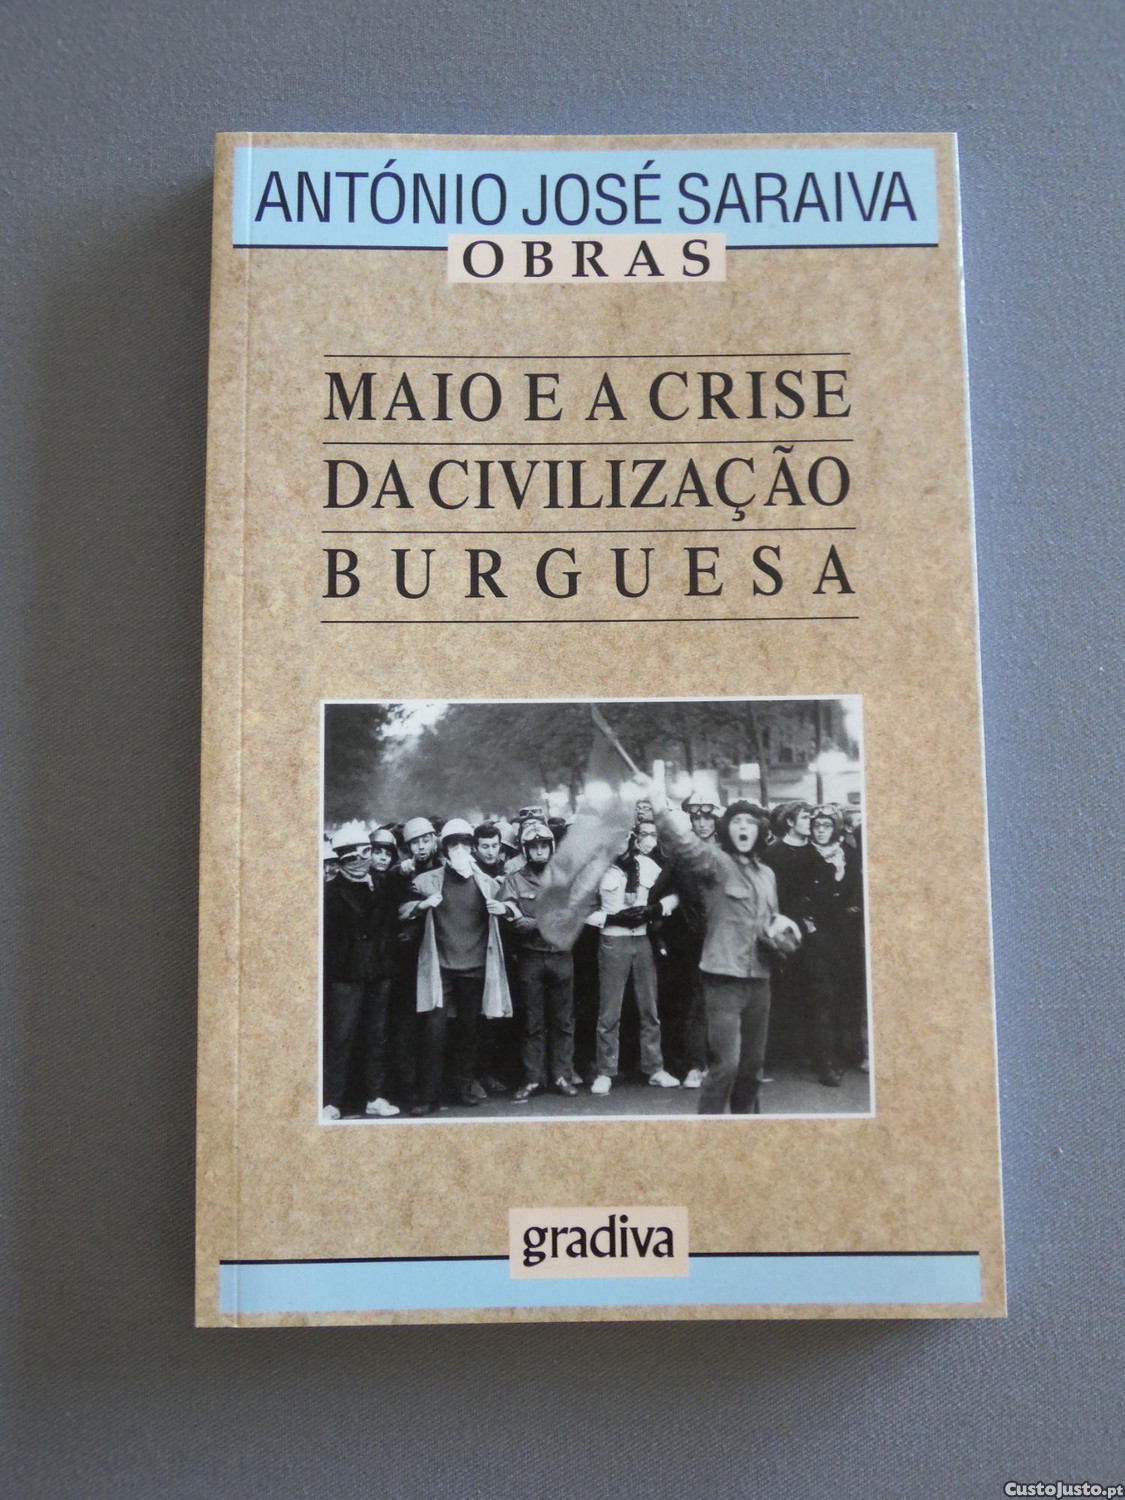 ANTÓNIO JOSÉ SARAIVA
OBRAS
MAIO E A CRISE
DA CIVILIZAÇÃO
BURGUESA
gradiva
CustoJusto.pt